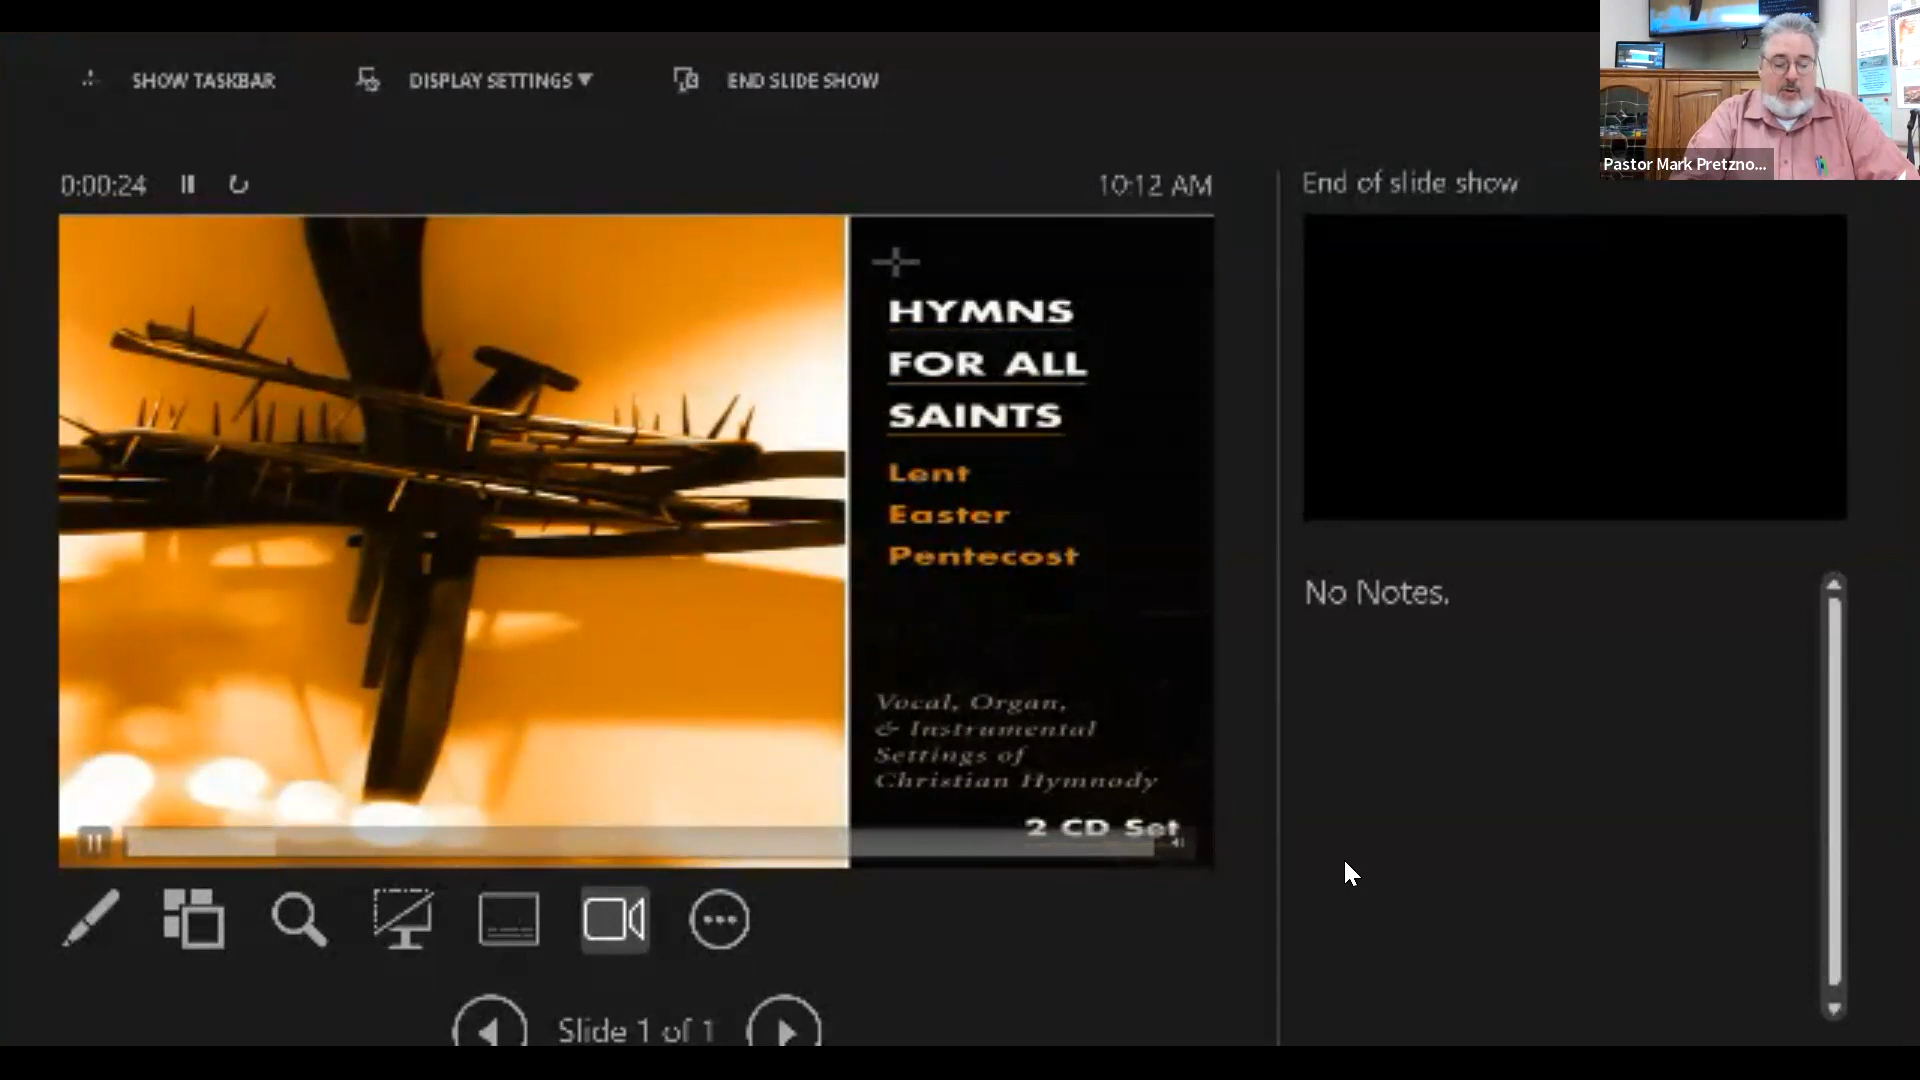 SHOW TASKBAR
DISPLAY SETTINGS ▼
END SLIDE SHOW
Pastor Mark Pretzno...
0:00:24
10:12 AM
End of slide show
HYMNS
FOR ALL
SAINTS
Lent
Easter
Pentecost
Vocal, Organ,
& Instrumental
Settings of
Christian Hymnody
2 CD Set
No Notes.
Slide 1 of 1